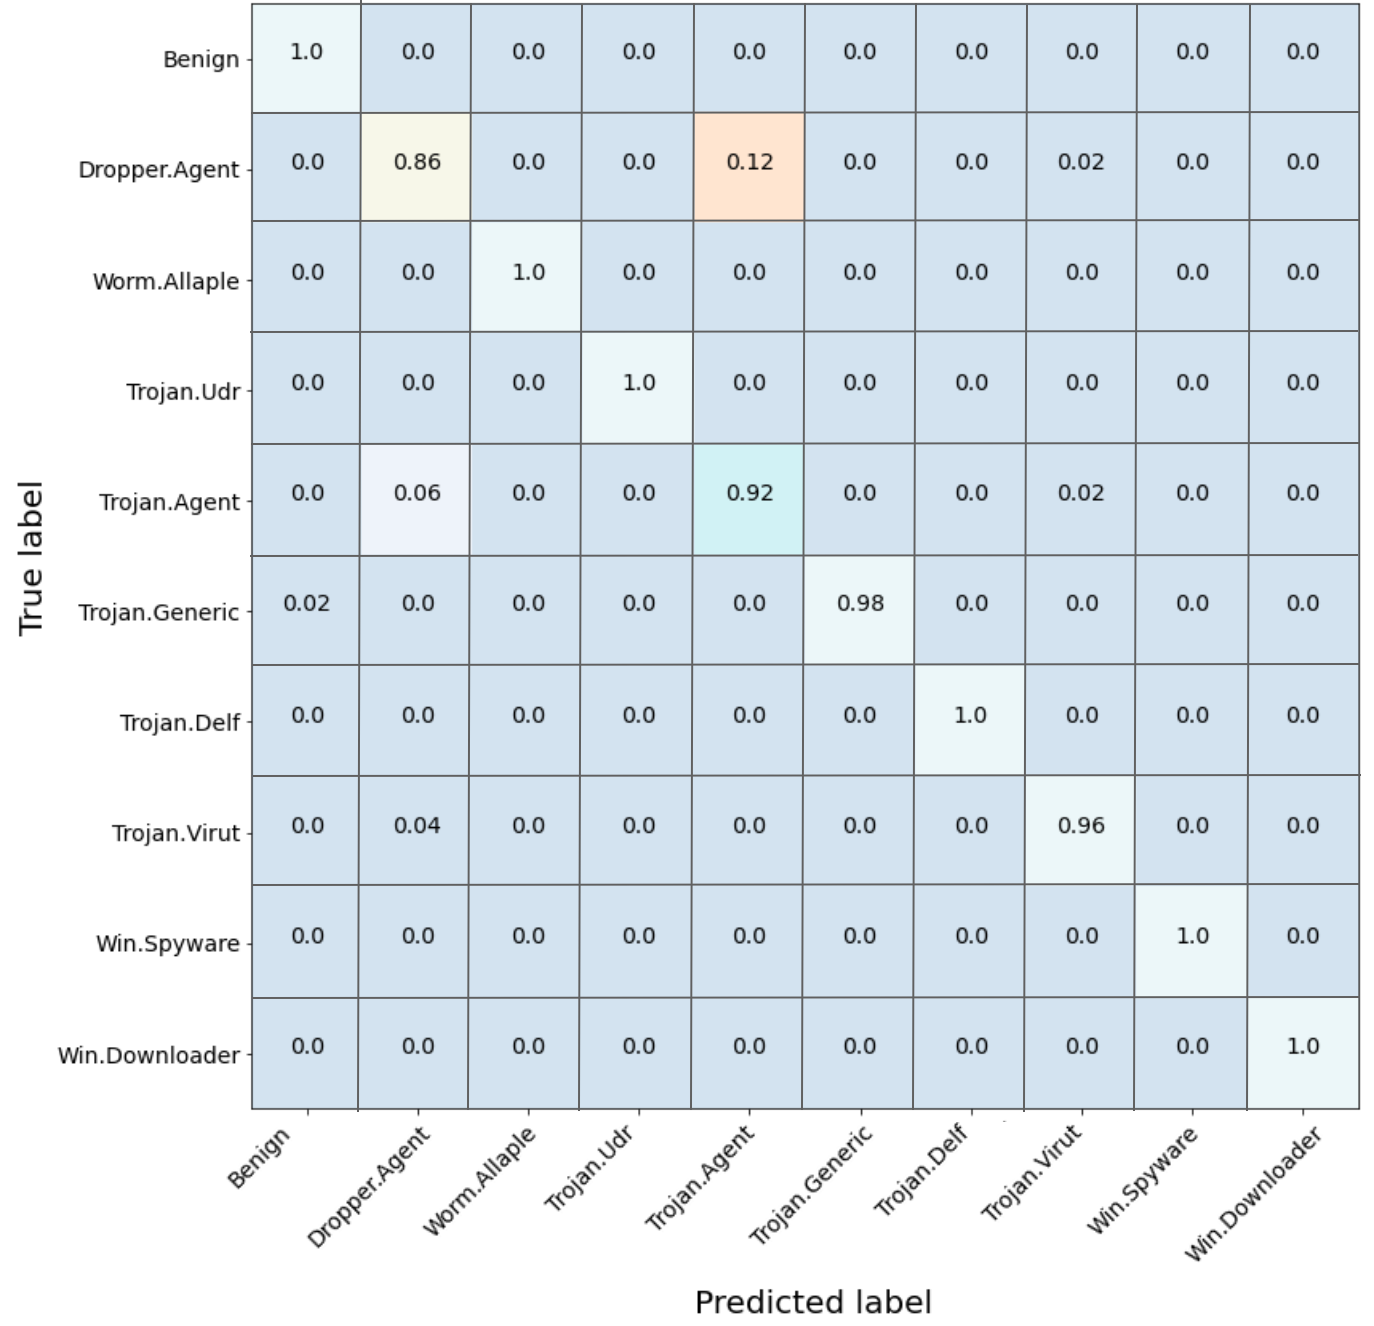 Benign 1.0 0.0 0.0 0.0 0.0 0.0 0.0 0.0 0.0 0.0
Dropper.Agent 0.0 0.86 0.0 0.0 0.12 0.0 0.0 0.02 0.0 0.0
Worm.Allaple 0.0 0.0 1.0 0.0 0.0 0.0 0.0 0.0 0.0 0.0
Trojan.Udr 0.0 0.0 0.0 1.0 0.0 0.0 0.0 0.0 0.0 0.0
Trojan.Agent 0.0 0.06 0.0 0.0 0.92 0.0 0.0 0.02 0.0 0.0
Trojan.Generic 0.02 0.0 0.0 0.0 0.0 0.98 0.0 0.0 0.0 0.0
Trojan.Delf 0.0 0.0 0.0 0.0 0.0 0.0 1.0 0.0 0.0 0.0
Trojan.Virut 0.0 0.04 0.0 0.0 0.0 0.0 0.0 0.96 0.0 0.0
Win.Spyware 0.0 0.0 0.0 0.0 0.0 0.0 0.0 0.0 1.0 0.0
Win.Downloader 0.0 0.0 0.0 0.0 0.0 0.0 0.0 0.0 0.0 1.0
True label
Benign
Dropper.Agent
Worm.Allaple
Trojan.Udr
Trojan.Agent
Trojan.Generic
Trojan.Delf
Trojan.Virut
Win.Spyware
Win.Downloader
Predicted label